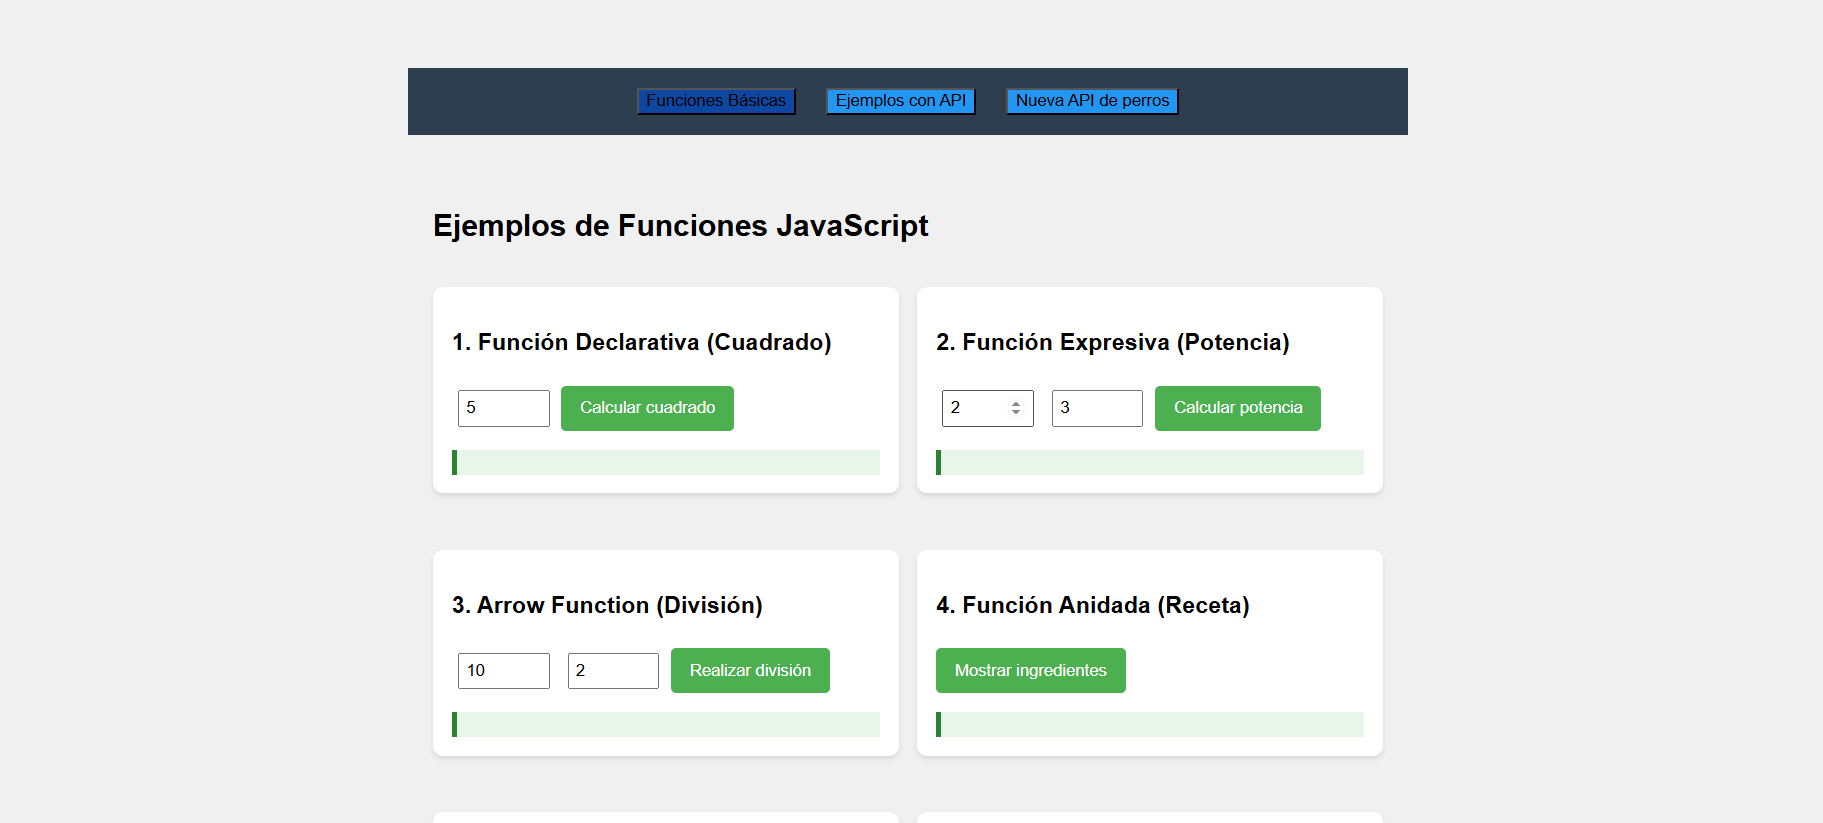 Funciones Básicas Ejemplos con API Nueva API de perros
Ejemplos de Funciones JavaScript
1. Función Declarativa (Cuadrado)
5 Calcular cuadrado
2. Función Expresiva (Potencia)
2 3 Calcular potencia
3. Arrow Function (División)
10 2 Realizar división
4. Función Anidada (Receta)
Mostrar ingredientes